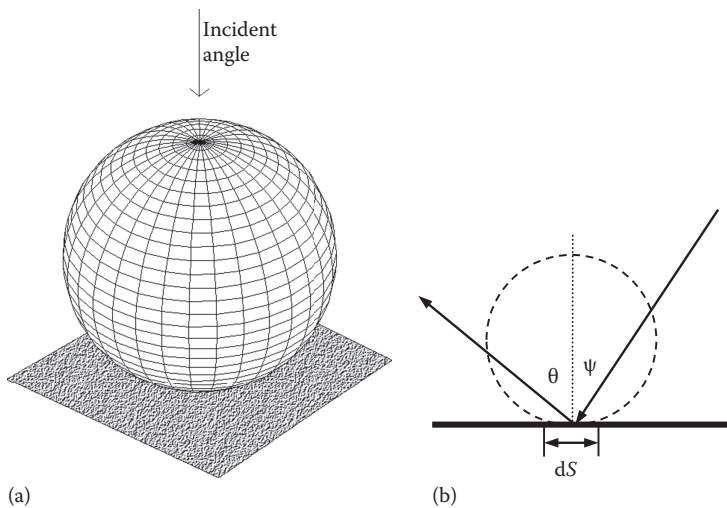 Incident
angle
θ
ψ
dS
(a)
(b)